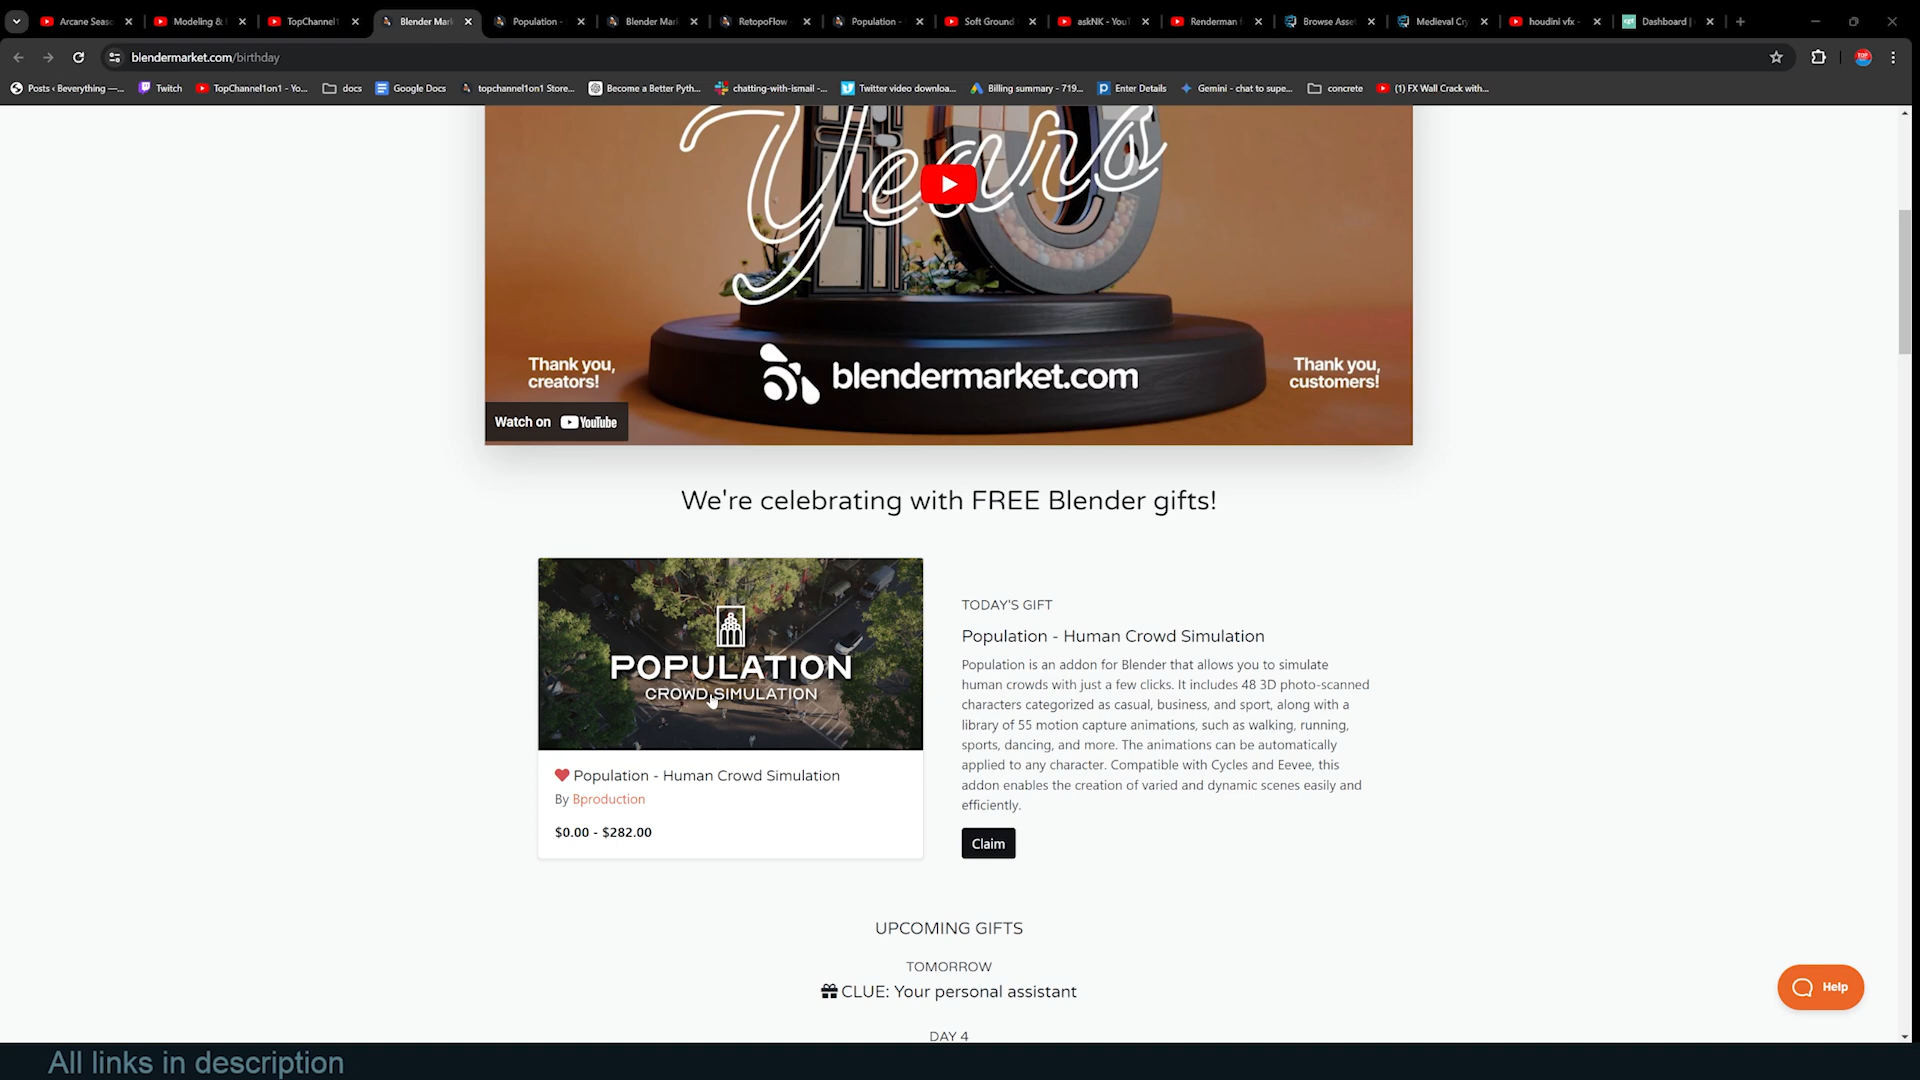 Arcane Seaso
Modeling &
TopChannel1
Blender Mar
Population -
Blender Mar
RetopoFlow
Population -
Soft Ground
askNK - YouT
Renderman f
Browse Asset
Medieval Cry
houdini vfx -
Dashboard |
blendermarket.com/birthday
Posts ‹ Beverything —...
Twitch
TopChannel1on1 - Yo...
docs
Google Docs
topchannel1on1 Store...
Become a Better Pyth...
chatting-with-ismail -...
Twitter video downloa...
Billing summary - 719...
Enter Details
Gemini - chat to supe...
concrete
(1) FX Wall Crack with...
Years
10
Thank you,
creators!
blendermarket.com
Thank you,
customers!
Watch on YouTube
We're celebrating with FREE Blender gifts!
POPULATION
CROWD SIMULATION
Population - Human Crowd Simulation
By Bproduction
$0.00 - $282.00
TODAY'S GIFT
Population - Human Crowd Simulation
Population is an addon for Blender that allows you to simulate
human crowds with just a few clicks. It includes 48 3D photo-scanned
characters categorized as casual, business, and sport, along with a
library of 55 motion capture animations, such as walking, running,
sports, dancing, and more. The animations can be automatically
applied to any character. Compatible with Cycles and Eevee, this
addon enables the creation of varied and dynamic scenes easily and
efficiently.
Claim
UPCOMING GIFTS
TOMORROW
CLUE: Your personal assistant
DAY 4
Help
All links in description